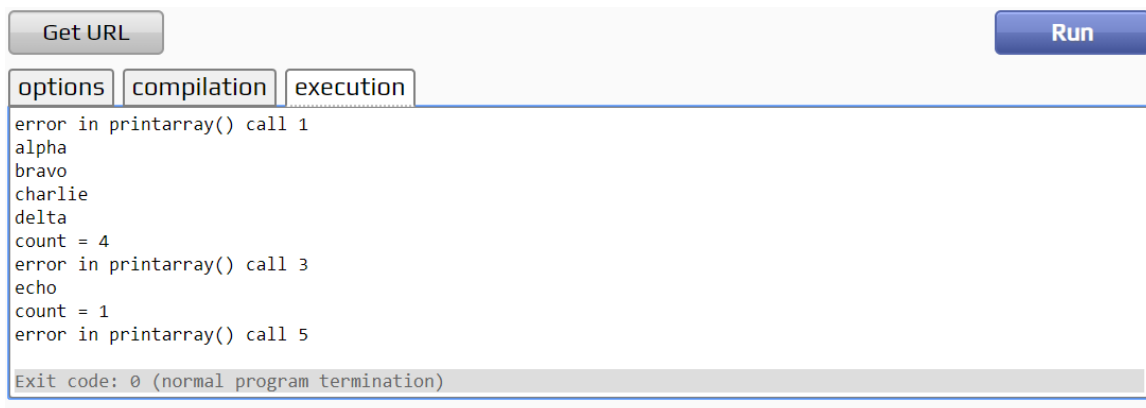 Get URL
Run
options compilation execution
error in printarray() call 1
alpha
bravo
charlie
delta
count = 4
error in printarray() call 3
echo
count = 1
error in printarray() call 5
Exit code: 0 (normal program termination)